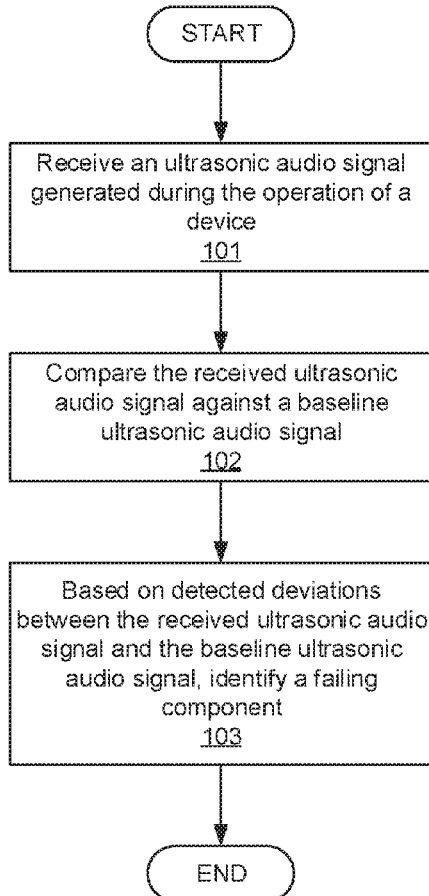 START
Receive an ultrasonic audio signal
generated during the operation of a
device
101
Compare the received ultrasonic
audio signal against a baseline
ultrasonic audio signal
102
Based on detected deviations
between the received ultrasonic audio
signal and the baseline ultrasonic
audio signal, identify a failing
component
103
END